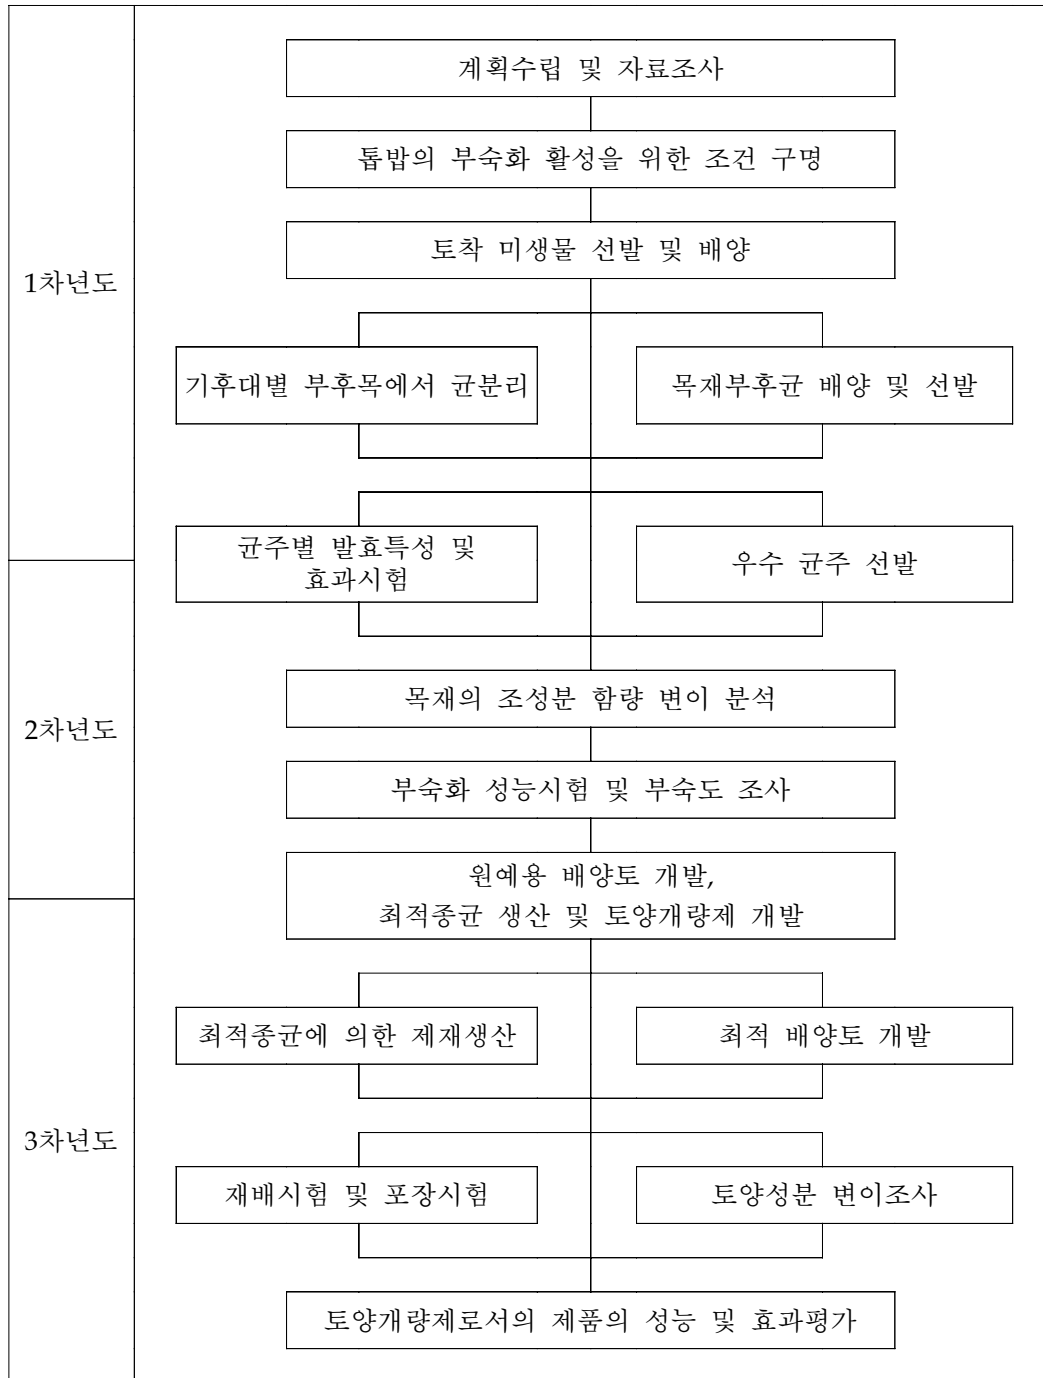 계획수립 및 자료조사
톱밥의 부숙화 활성을 위한 조건 구명
토착 미생물 선발 및 배양
1차년도
기후대별 부후목에서 균분리
목재부후균 배양 및 선발
균주별 발효특성 및
효과시험
우수 균주 선발
목재의 조성분 함량 변이 분석
2차년도
부숙화 성능시험 및 부숙도 조사
원예용 배양토 개발,
최적종균 생산 및 토양개량제 개발
최적종균에 의한 제재생산
최적 배양토 개발
3차년도
재배시험 및 포장시험
토양성분 변이조사
토양개량제로서의 제품의 성능 및 효과평가